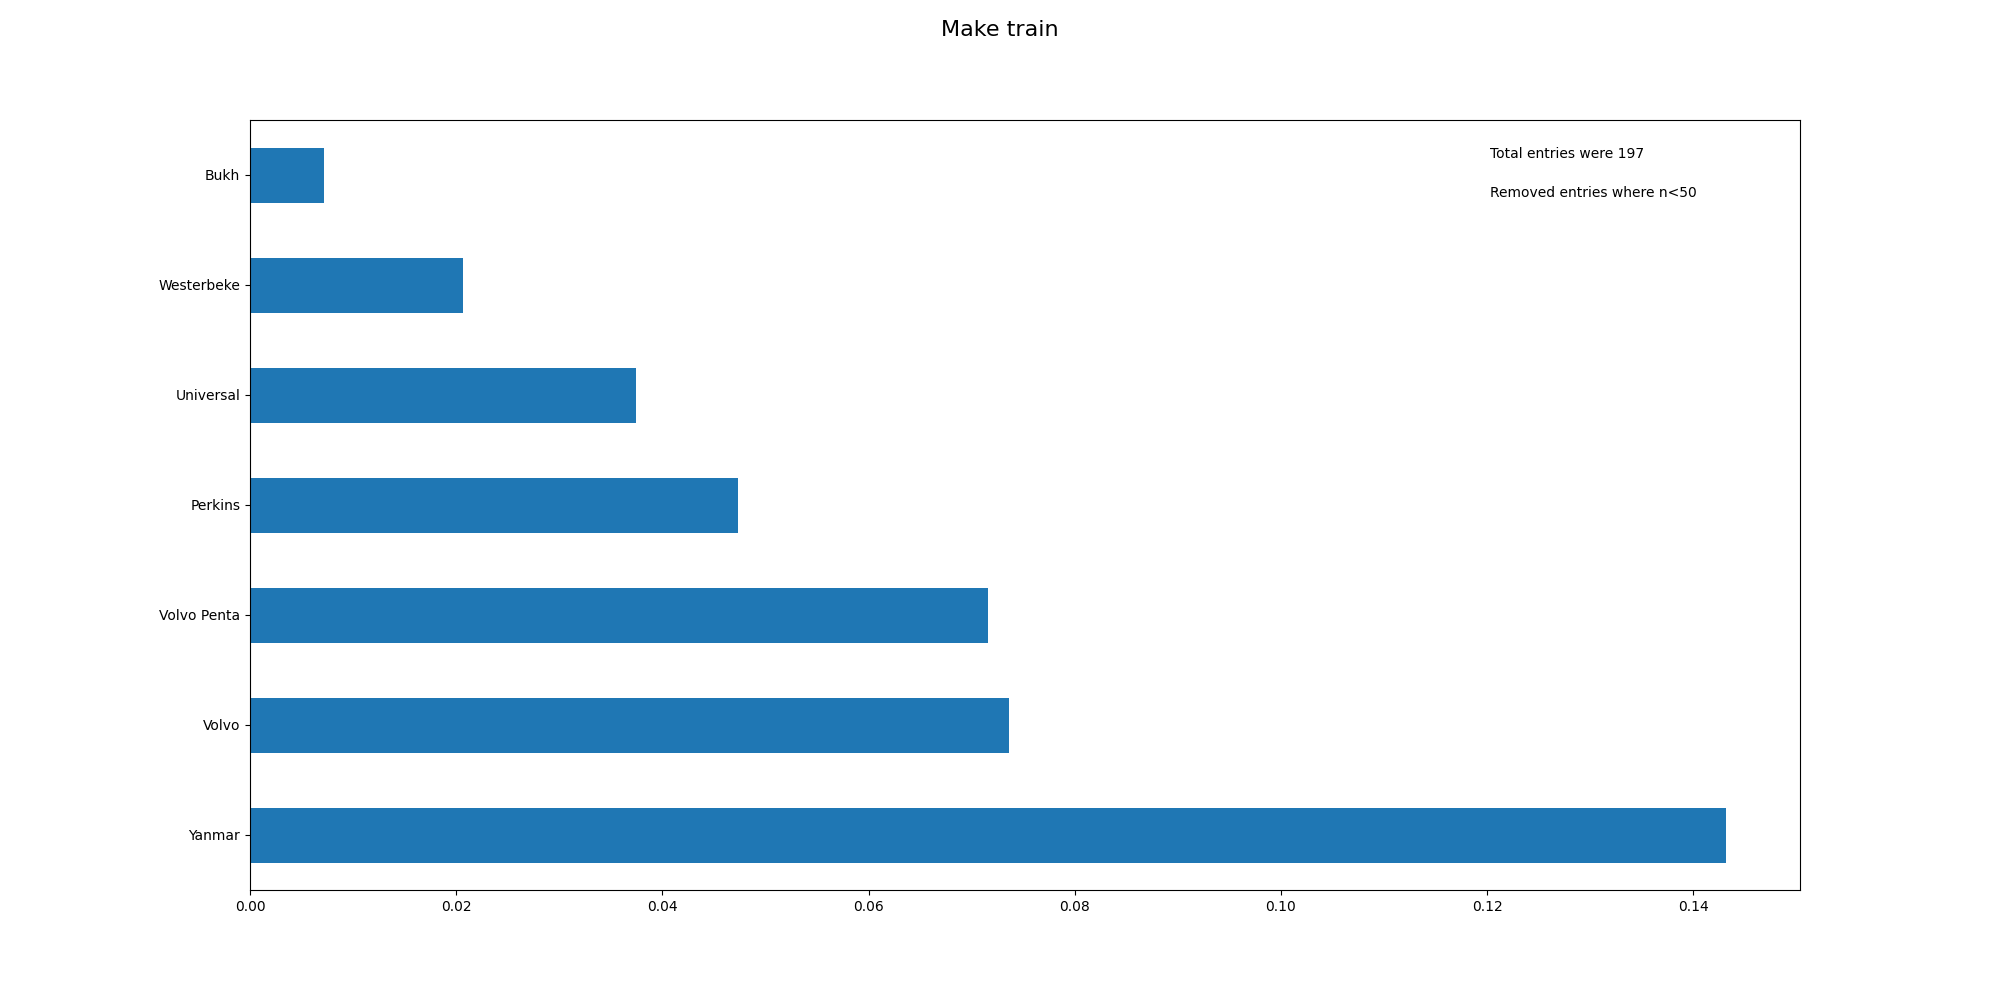 Make train
Total entries were 197
Removed entries where n<50
Bukh
Westerbeke
Universal
Perkins
Volvo Penta
Volvo
Yanmar
0.00 0.02 0.04 0.06 0.08 0.10 0.12 0.14